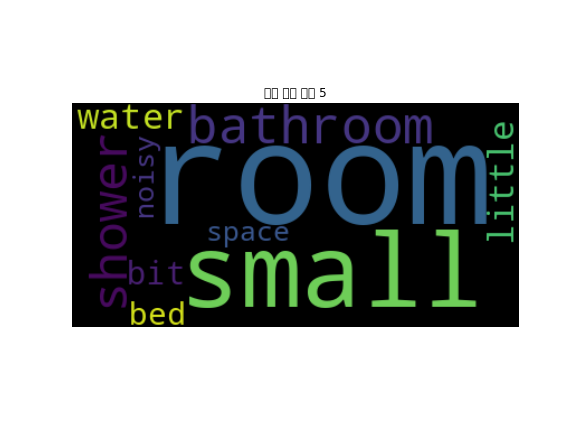 5
water
bathroom
room
little
noisy
shower
space
small
bit
bed